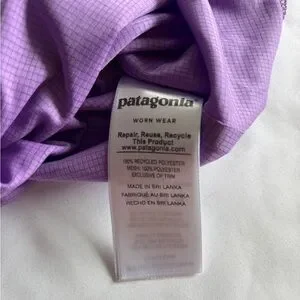 patagonia
WORN WEAR
Repair, Reuse, Recycle
This Product
www.patagonia.com
100% RECYCLED POLYESTER
MESH: 100% POLYESTER
EXCLUSIVE OF TRIM
MADE IN SRI LANKA
FABRIQUÉ AU SRI LANKA
HECHO EN SRI LANKA